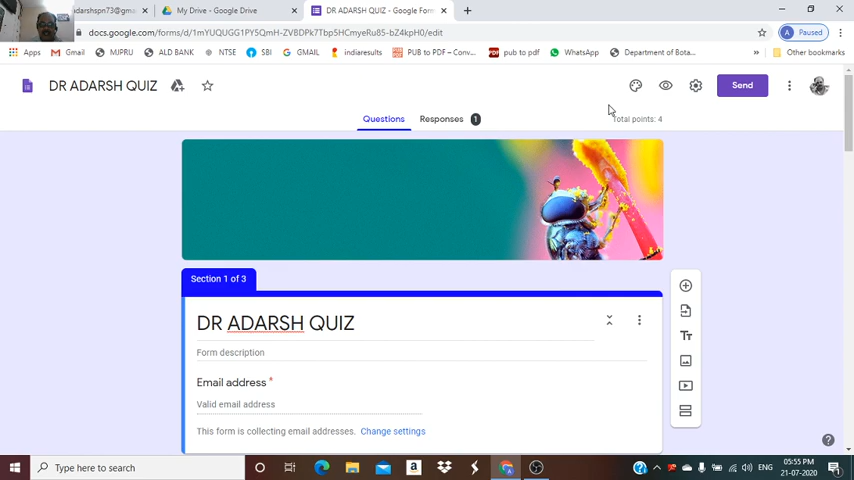 adarshspn73@gma
My Drive - Google Drive
DR ADARSH QUIZ - Google For
docs.google.com/forms/d/1mYUQUGG1PY5QmH-ZVBDPk7Tbp5HCmyeRu85-bZ4kpH0/edit
Paused
Apps Gmail MJPRU ALD BANK NTSE SBI GMAIL indiaresults PUB to PDF – Conv... pub to pdf WhatsApp Department of Bota... » Other bookmarks
DR ADARSH QUIZ
Send
Questions Responses 1
Total points: 4
Section 1 of 3
DR ADARSH QUIZ
Form description
Email address *
Valid email address
This form is collecting email addresses. Change settings
Type here to search
ENG
05:55 PM
21-07-2020